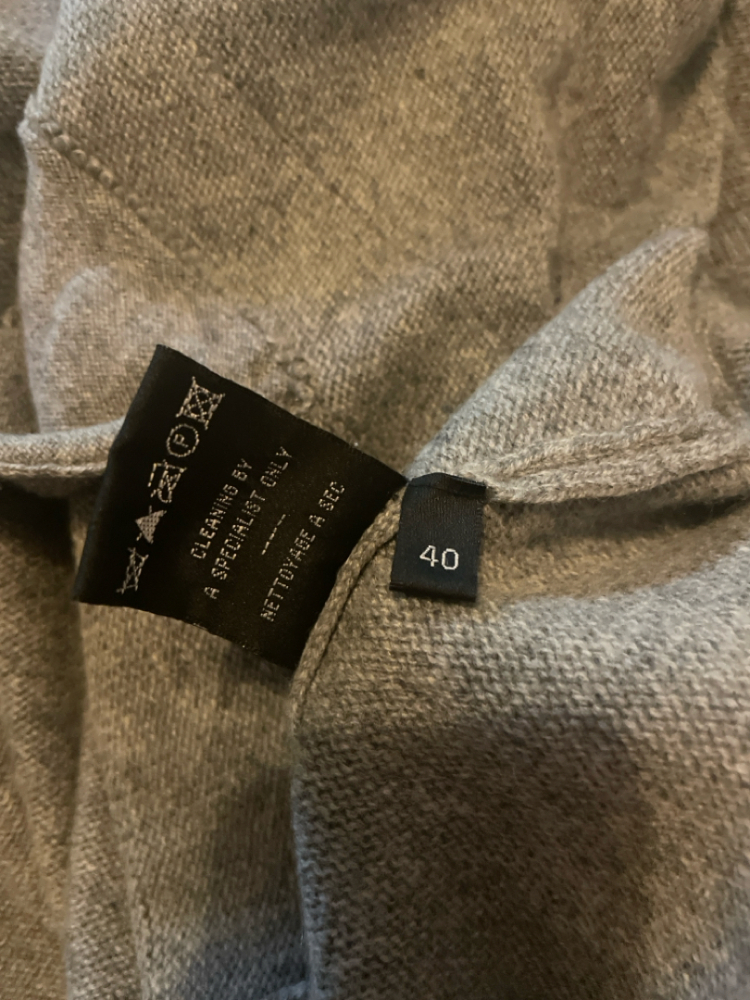 CLEANING BY
A SPECIALIST ONLY
-----
NETTOYAGE A SEC
P
40